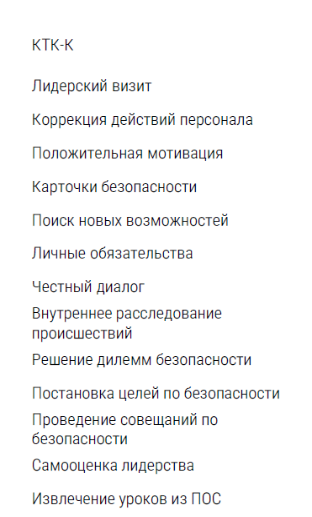 КТК-К
Лидерский визит
Коррекция действий персонала
Положительная мотивация
Карточки безопасности
Поиск новых возможностей
Личные обязательства
Честный диалог
Внутреннее расследование
происшествий
Решение дилемм безопасности
Постановка целей по безопасности
Проведение совещаний по
безопасности
Самооценка лидерства
Извлечение уроков из ПОС